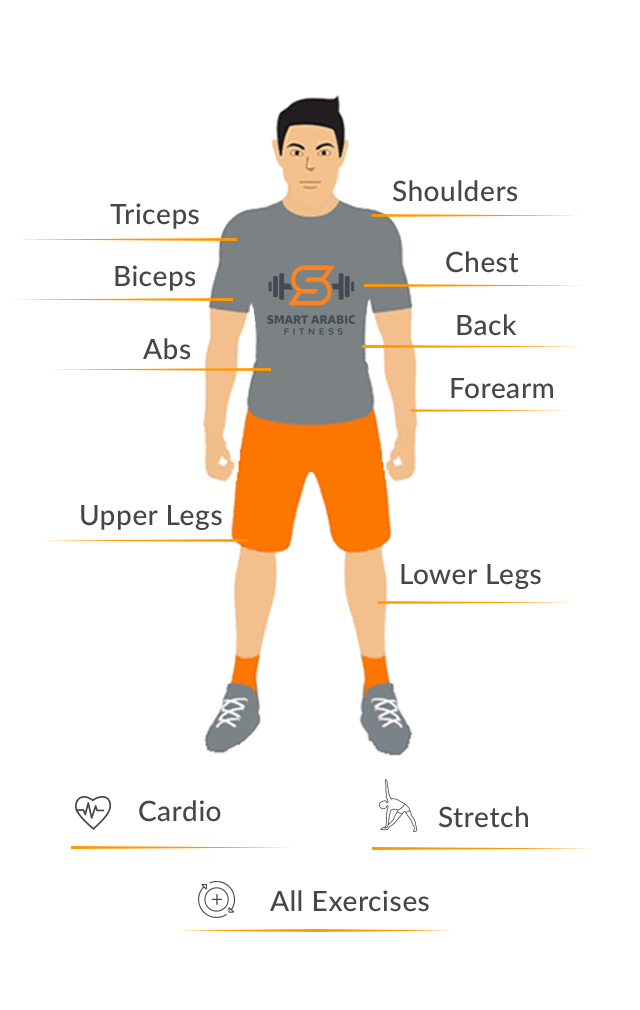 Shoulders
Triceps
Chest
Biceps
SMART ARABIC
FITNESS
Back
Abs
Forearm
Upper Legs
Lower Legs
Cardio
Stretch
All Exercises